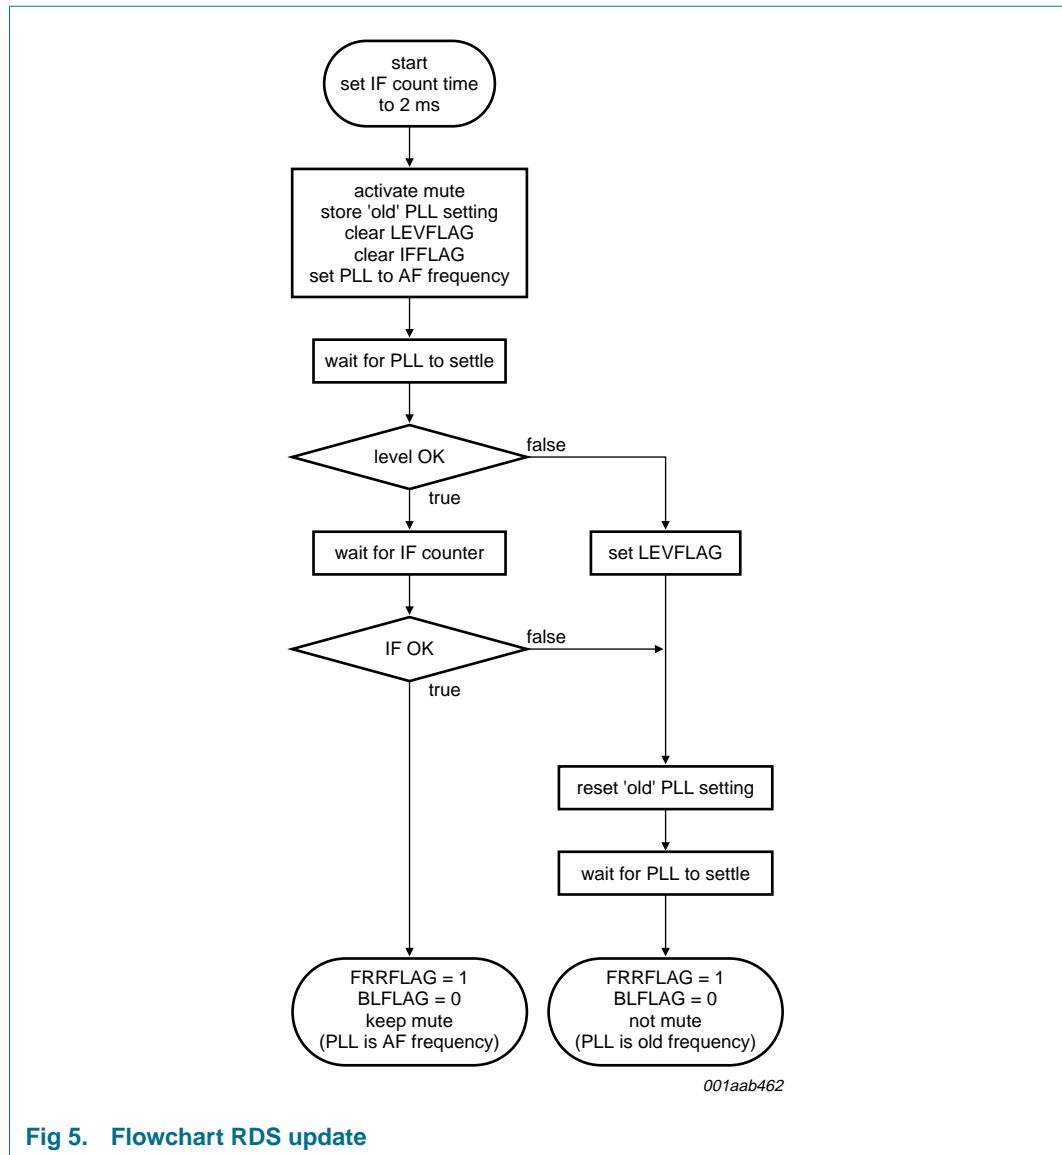 start
set IF count time
to 2 ms
activate mute
store 'old' PLL setting
clear LEVFLAG
clear IFFLAG
set PLL to AF frequency
wait for PLL to settle
level OK
false
true
wait for IF counter
set LEVFLAG
IF OK
false
true
reset 'old' PLL setting
wait for PLL to settle
FRRFLAG = 1
BLFLAG = 0
keep mute
(PLL is AF frequency)
FRRFLAG = 1
BLFLAG = 0
not mute
(PLL is old frequency)
001aab462
Fig 5. Flowchart RDS update